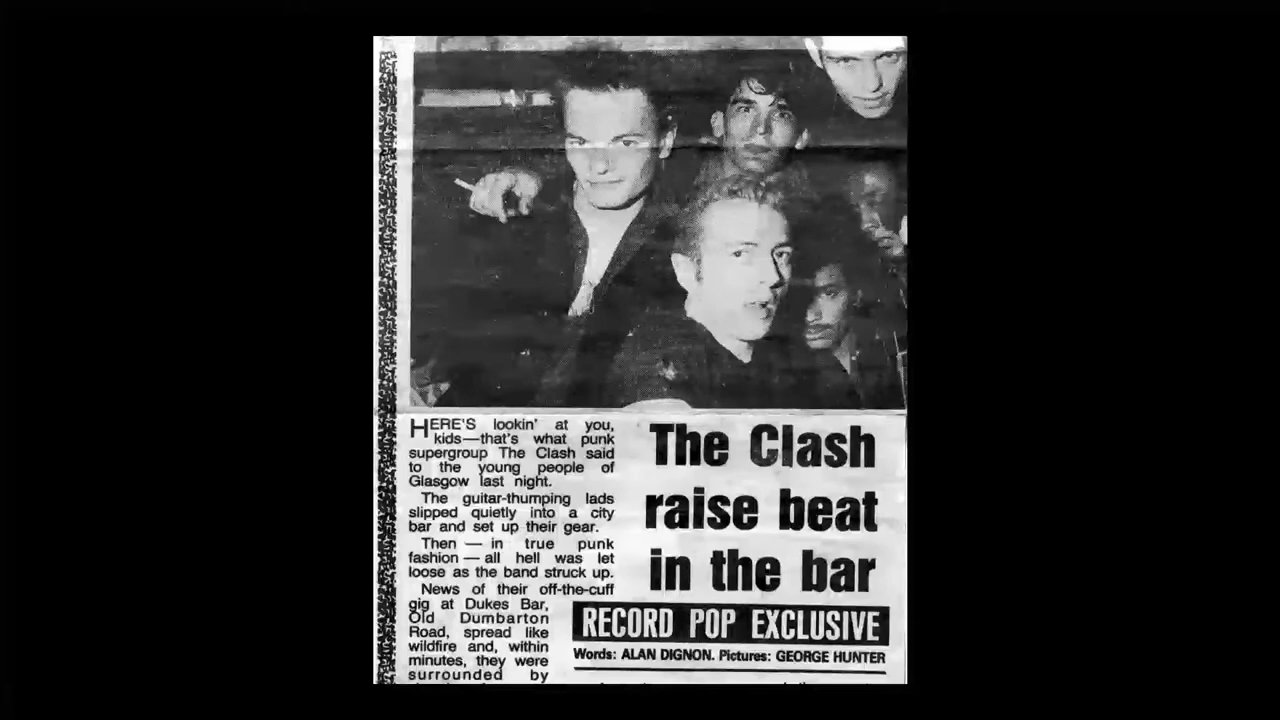 HERE'S lookin' at you,
kids—that's what punk
supergroup The Clash said
to the young people of
Glasgow last night.
The guitar-thumping lads
slipped quietly into a city
bar and set up their gear.
Then — in true punk
fashion — all hell was let
loose as the band struck up.
News of their off-the-cuff
gig at Dukes Bar,
Old Dumbarton
Road, spread like
wildfire and, within
minutes, they were
surrounded by
The Clash
raise beat
in the bar
RECORD POP EXCLUSIVE
Words: ALAN DIGNON. Pictures: GEORGE HUNTER